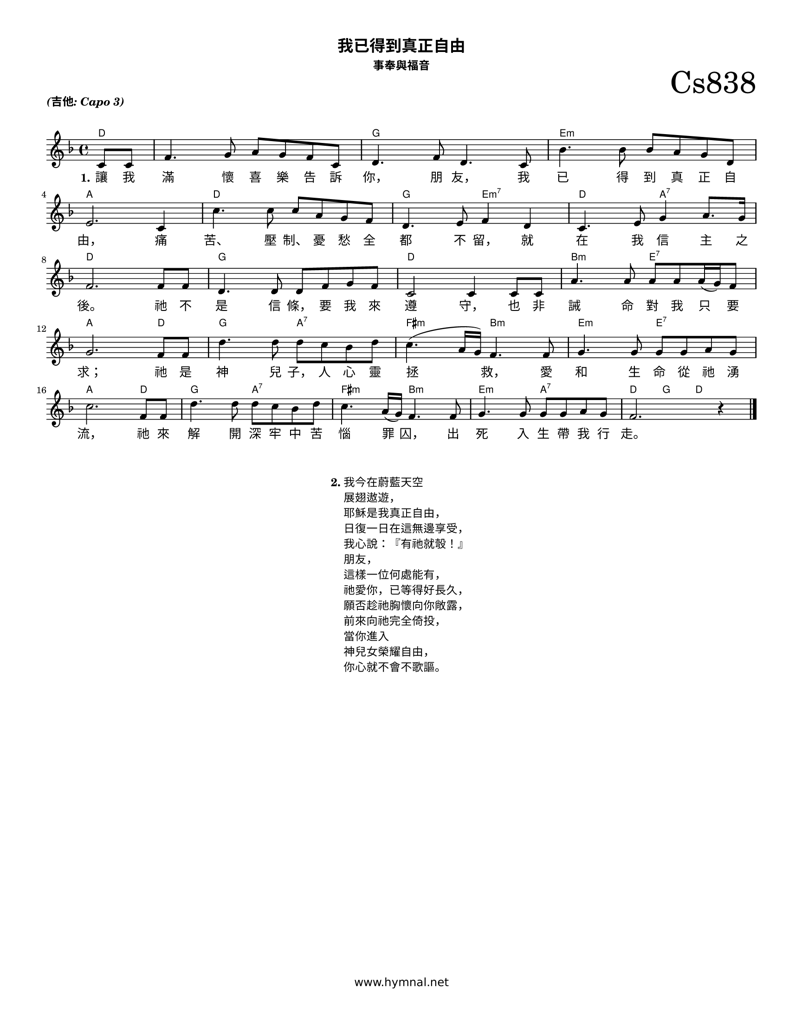 我已得到真正自由
事奉與福音
Cs838
(吉他: Capo 3)
D G Em
1. 讓 我 滿 懷 喜 樂 告 訴 你， 朋 友， 我 已 得 到 真 正 自
4 A D G Em7 D A7
由， 痛 苦、 壓 制、 憂 愁 全 都 不 留， 就 在 我 信 主 之
8 D G D Bm E7
後。 祂 不 是 信 條， 要 我 來 遵 守， 也 非 誡 命 對 我 只 要
12 A D G A7 F♯m Bm Em E7
求； 祂 是 神 兒 子， 人 心 靈 拯 救， 愛 和 生 命 從 祂 湧
16 A D G A7 F♯m Bm Em A7 D G D
流， 祂 來 解 開 深 牢 中 苦 惱 罪 囚， 出 死 入 生 帶 我 行 走。
2. 我今在蔚藍天空
展翅遨遊，
耶穌是我真正自由，
日復一日在這無邊享受，
我心說：『有祂就彀！』
朋友，
這樣一位何處能有，
祂愛你，已等得好長久，
願否趁祂胸懷向你敞露，
前來向祂完全倚投，
當你進入
神兒女榮耀自由，
你心就不會不歌謳。
www.hymnal.net